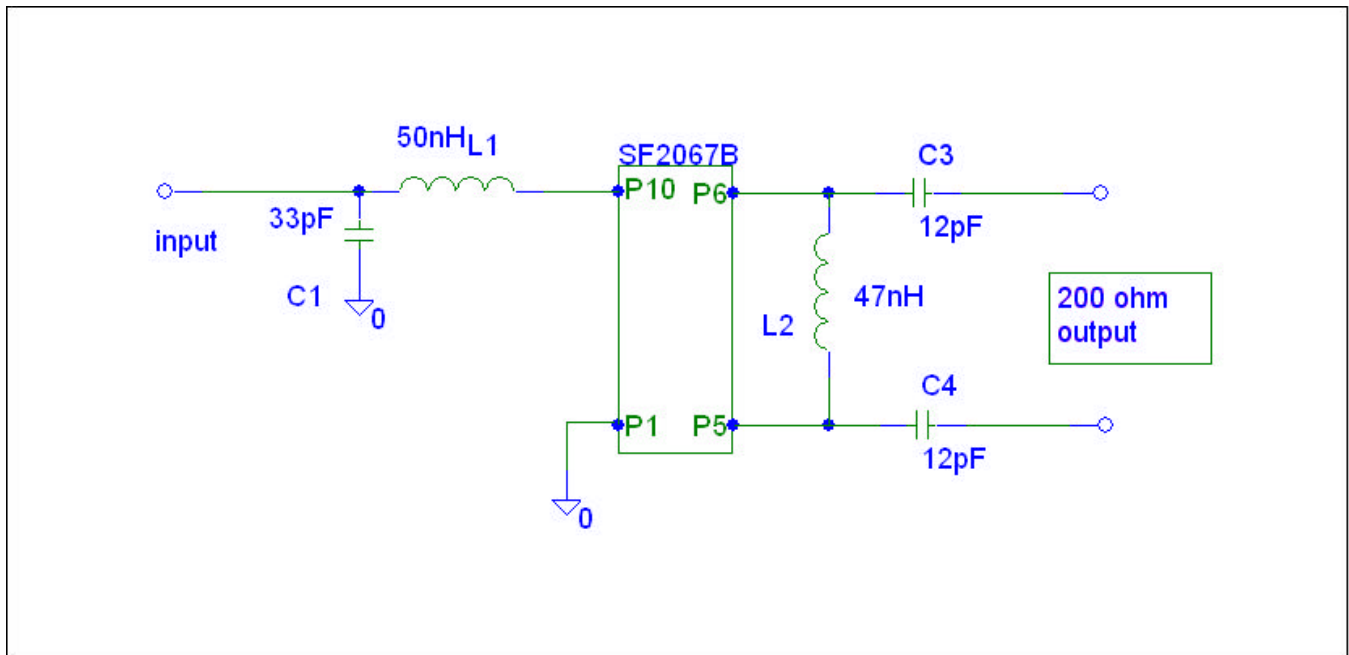 50nH L1
SF2067B
C3
P10
P6
33pF
12pF
input
C1
0
47nH
L2
200 ohm
output
C4
P1
P5
12pF
0